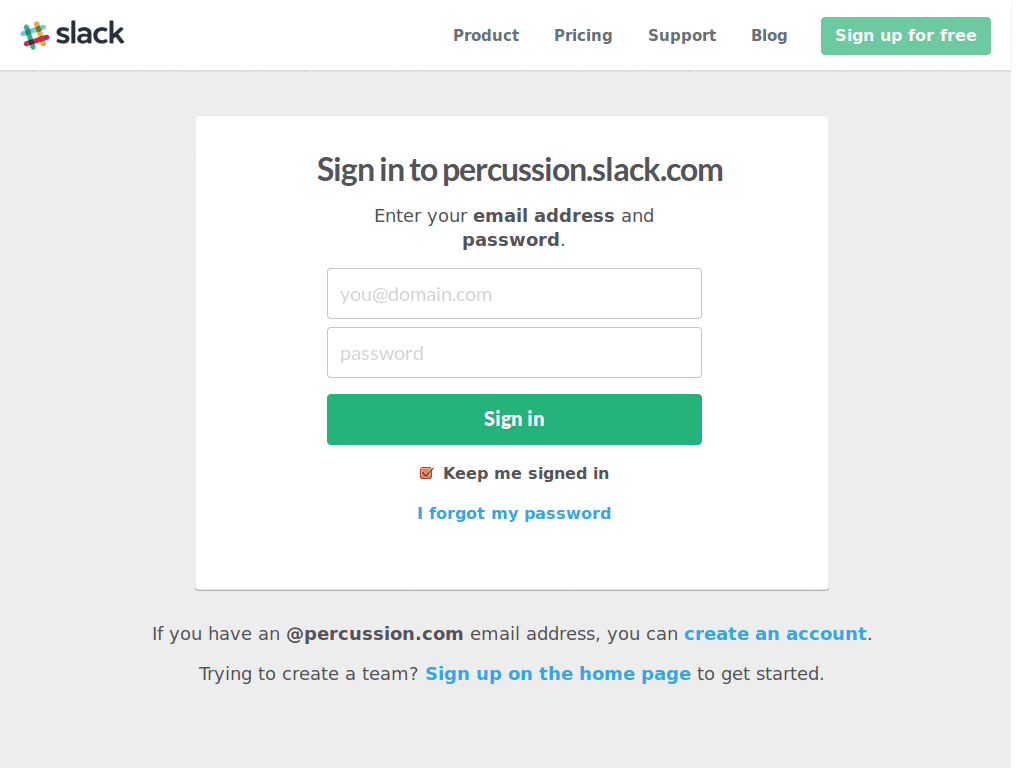 slack
Product Pricing Support Blog Sign up for free
Sign in to percussion.slack.com
Enter your email address and
password.
you@domain.com
password
Sign in
Keep me signed in
I forgot my password
If you have an @percussion.com email address, you can create an account.
Trying to create a team? Sign up on the home page to get started.